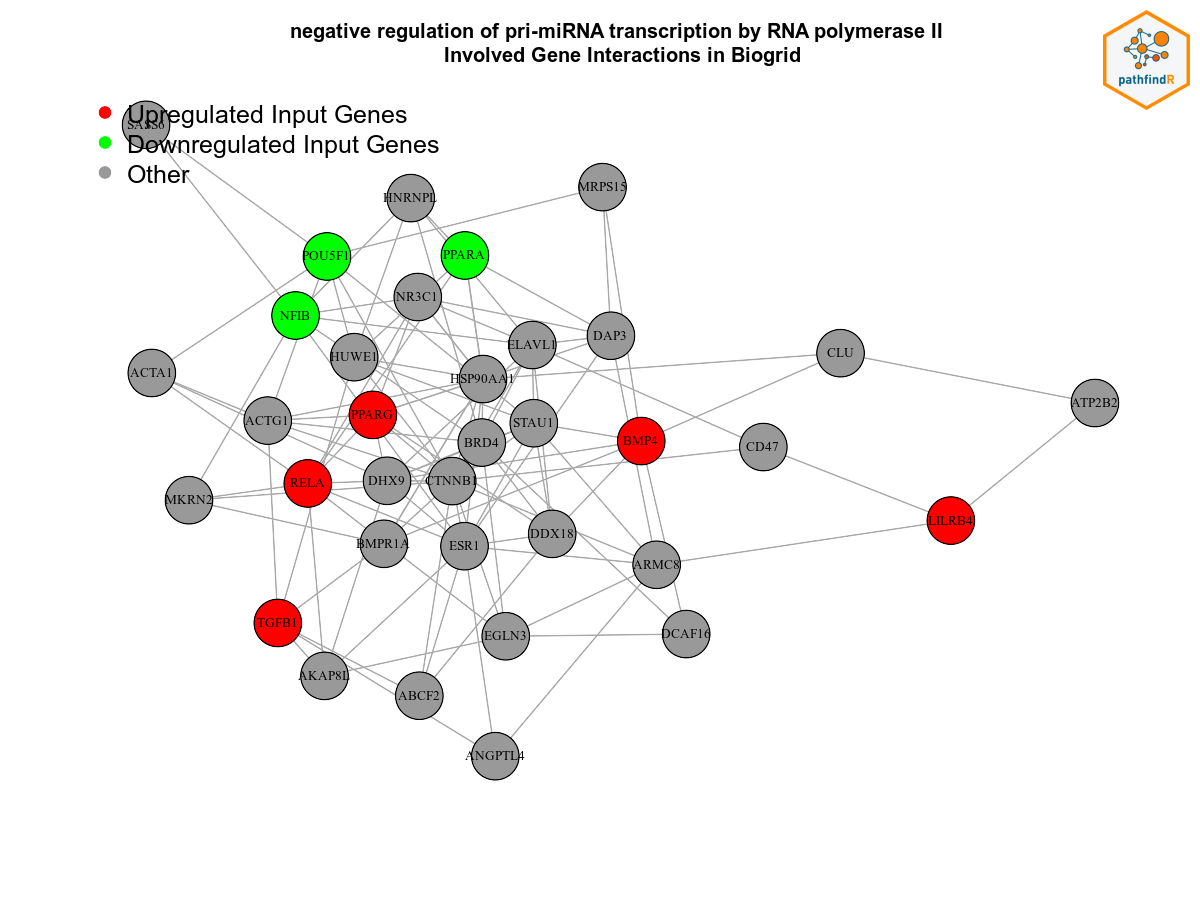 negative regulation of pri-miRNA transcription by RNA polymerase II
Involved Gene Interactions in Biogrid
pathfindR
Upregulated Input Genes
SASS6
Downregulated Input Genes
Other
MRPS15
HNRNPL
POU5F1
PPARA
NR3C1
NFIB
DAP3
ELAVL1
CLU
HUWE1
ACTA1
HSP90AA1
ATP2B2
PPARG
ACTG1
STAU1
BMP4
BRD4
CD47
RELA
DHX9
CTNNB1
MKRN2
LILRB4
DDX18
BMPR1A
ESR1
ARMC8
TGFB1
EGLN3
DCAF16
AKAP8L
ABCF2
ANGPTL4